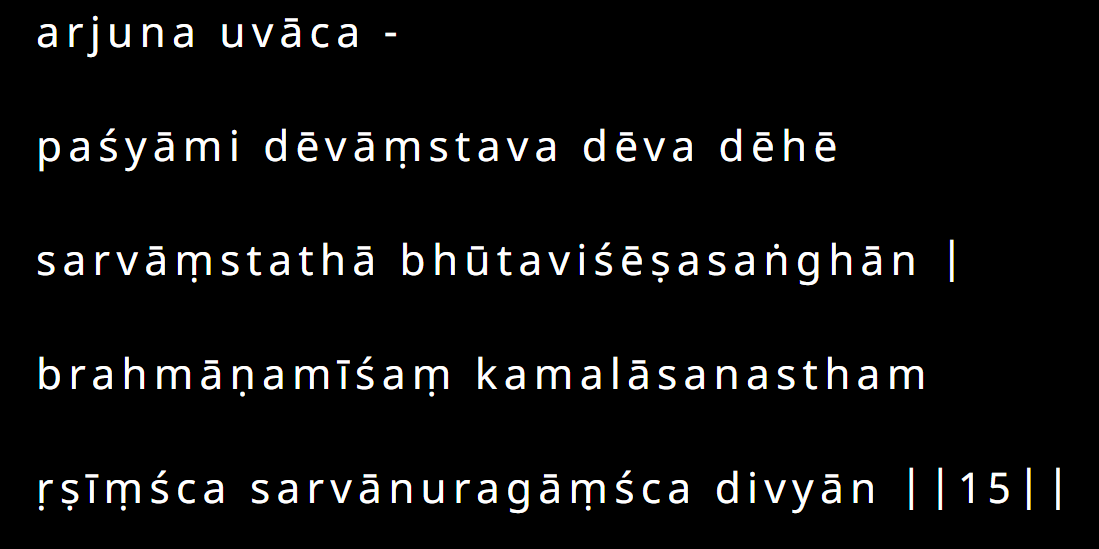 arjuna uvāca -
paśyāmi dēvāṃstava dēva dēhē
sarvāṃstathā bhūtaviśēṣasaṅghān |
brahmāṇamīśaṃ kamalāsanastham
ṛṣīṃśca sarvānuragāṃśca divyān ||15||